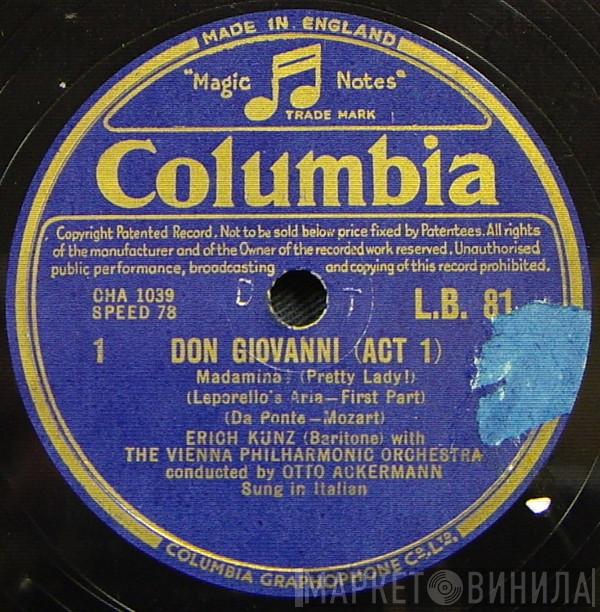 MADE IN ENGLAND
"Magic Notes"
TRADE MARK
Columbia
Copyright Patented Record. Not to be sold below price fixed by Patentees. All rights
of the manufacturer and of the Owner of the recorded work reserved. Unauthorised
public performance, broadcasting and copying of this record prohibited.
CHA 1039
SPEED 78
L.B. 81
1 DON GIOVANNI (ACT 1)
Madamina! (Pretty Lady!)
(Leporello's Aria—First Part)
(Da Ponte—Mozart)
ERICH KUNZ (Baritone) with
THE VIENNA PHILHARMONIC ORCHESTRA
conducted by OTTO ACKERMANN
Sung in Italian
COLUMBIA GRAPHOPHONE Co. LTD.
МАРКЕТ ВИНИЛА